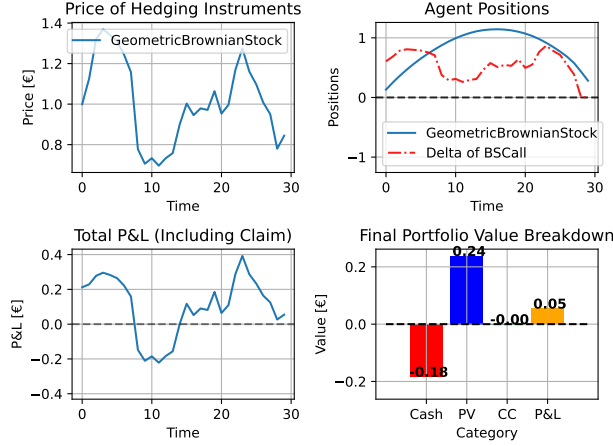 Price of Hedging Instruments
1.4
1.2
1.0
0.8
Price [€]
GeometricBrownianStock
0
10
20
30
Time
Agent Positions
1
0
−1
Positions
GeometricBrownianStock
Delta of BSCall
0
10
20
30
Time
Total P&L (Including Claim)
0.4
0.2
0.0
−0.2
−0.4
P&L [€]
0
10
20
30
Time
Final Portfolio Value Breakdown
0.2
0.0
−0.2
Value [€]
-0.18
0.24
-0.00
0.05
Cash
PV
CC
P&L
Category